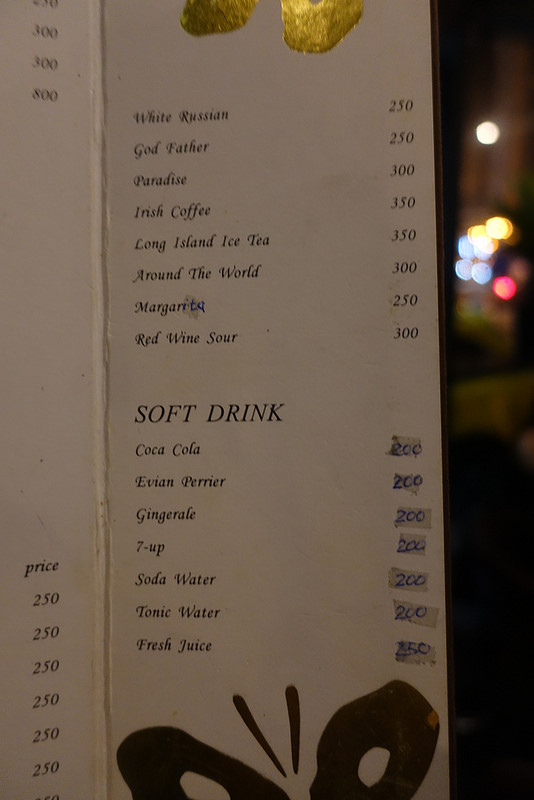 250
300
300
800
price
250
250
250
250
250
250
White Russian 250
God Father 250
Paradise 300
Irish Coffee 350
Long Island Ice Tea 350
Around The World 300
Margarita 250
Red Wine Sour 300
SOFT DRINK
Coca Cola 200
Evian Perrier 200
Gingerale 200
7-up 200
Soda Water 200
Tonic Water 200
Fresh Juice 250